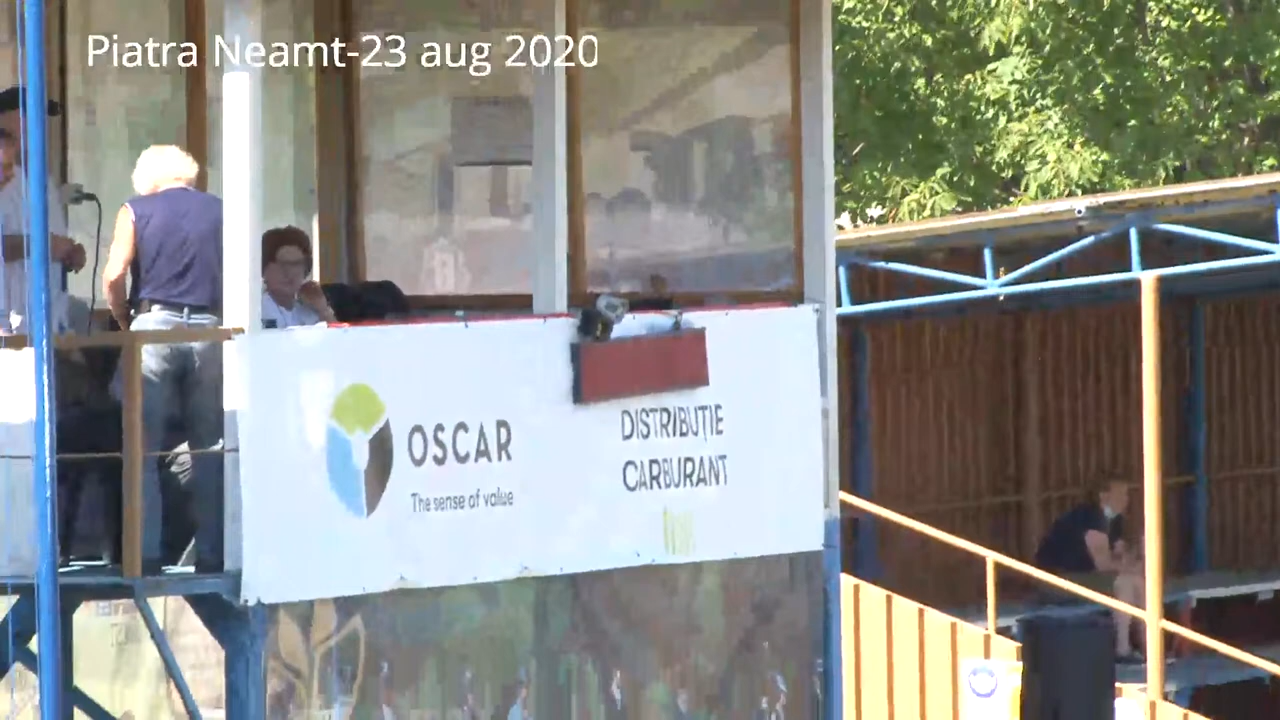 Piatra Neamt-23 aug 2020
OSCAR
The sense of value
DISTRIBUȚIE
CARBURANT